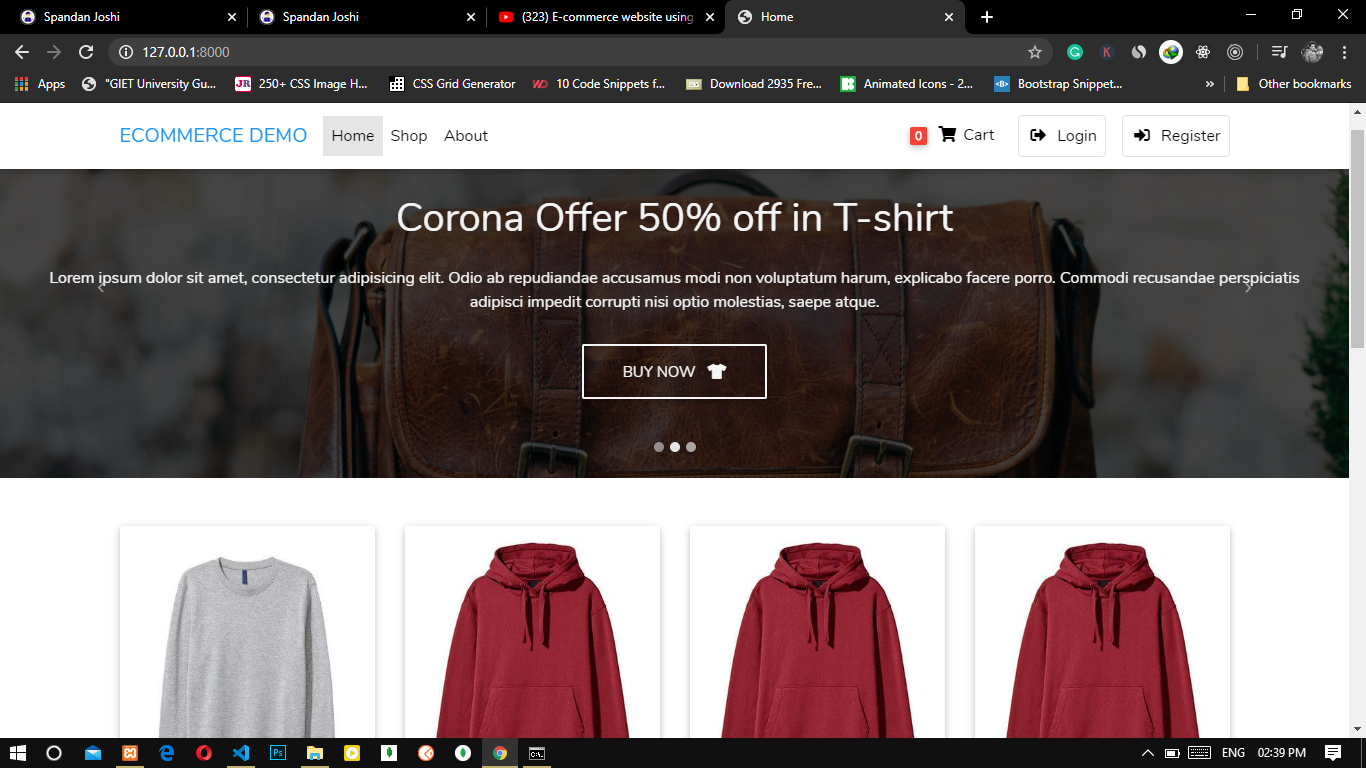 Spandan Joshi
Spandan Joshi
(323) E-commerce website using
Home
127.0.0.1:8000
Apps
"GIET University Gu...
250+ CSS Image H...
CSS Grid Generator
10 Code Snippets f...
Download 2935 Free...
Animated Icons - 2...
Bootstrap Snippet...
»
Other bookmarks
ECOMMERCE DEMO
Home
Shop
About
0
Cart
Login
Register
Corona Offer 50% off in T-shirt
Lorem ipsum dolor sit amet, consectetur adipisicing elit. Odio ab repudiandae accusamus modi non voluptatum harum, explicabo facere porro. Commodi recusandae perspiciatis
adipisci impedit corrupti nisi optio molestias, saepe atque.
BUY NOW
ENG
02:39 PM